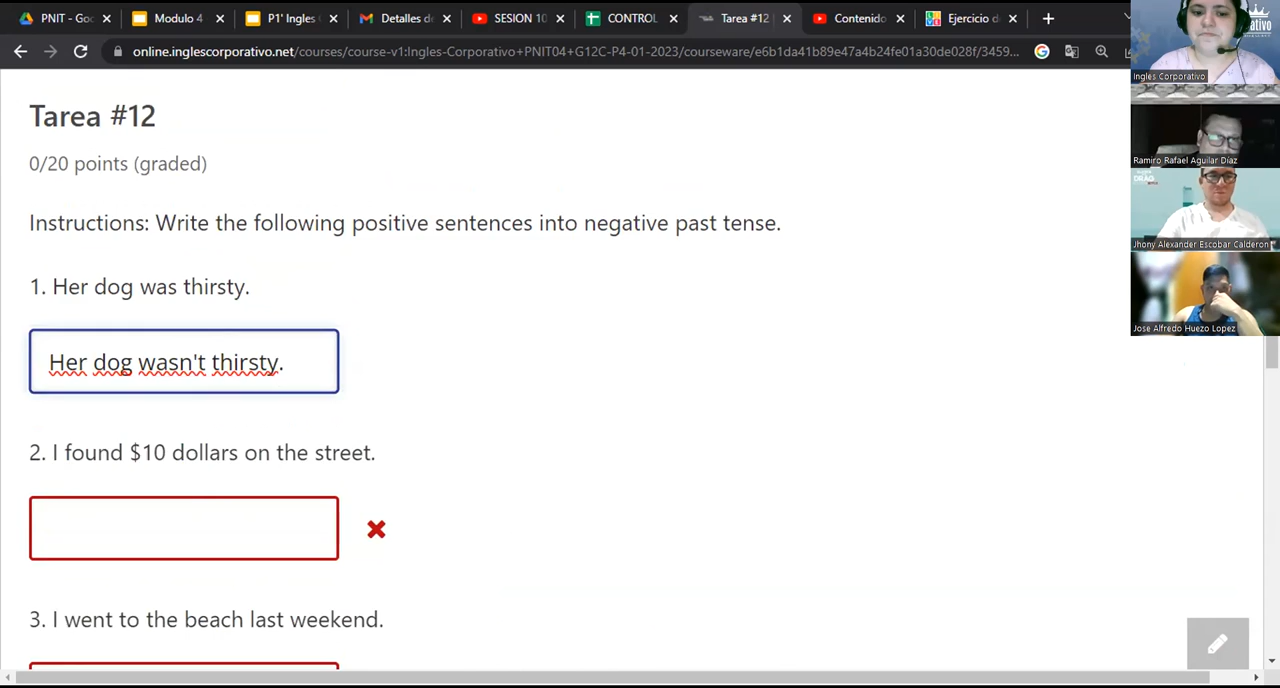 PNIT - Goo
Modulo 4
P1' Ingles
Detalles de
SESION 10
CONTROL
Tarea #12
Contenido
Ejercicio d
online.inglescorporativo.net/courses/course-v1:Ingles-Corporativo+PNIT04+G12C-P4-01-2023/courseware/e6b1da41b89e47a4b24fe01a30de028f/3459...
Ingles Corporativo
Ramiro Rafael Aguilar Díaz
Jhony Alexander Escobar Calderon
Jose Alfredo Huezo Lopez
Tarea #12
0/20 points (graded)
Instructions: Write the following positive sentences into negative past tense.
1. Her dog was thirsty.
Her dog wasn't thirsty.
2. I found $10 dollars on the street.
3. I went to the beach last weekend.